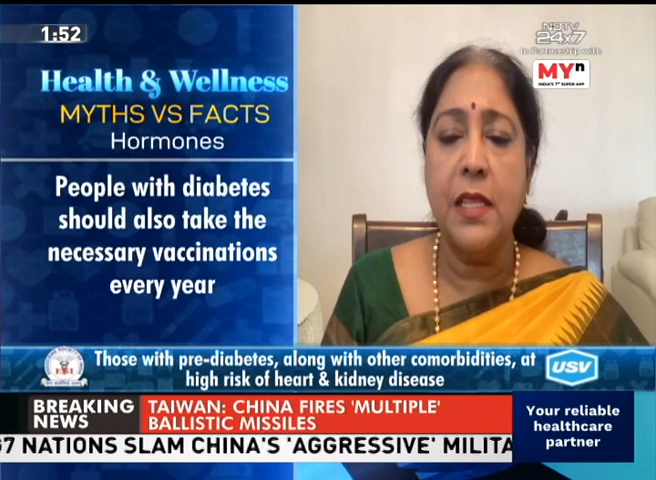 1:52
NDTV
24x7
In Partnership with
MYn
INDIA'S 1ST SUPER APP
Health & Wellness
MYTHS VS FACTS
Hormones
People with diabetes
should also take the
necessary vaccinations
every year
Those with pre-diabetes, along with other comorbidities, at
high risk of heart & kidney disease
USV
BREAKING
NEWS
TAIWAN: CHINA FIRES 'MULTIPLE'
BALLISTIC MISSILES
Your reliable
healthcare
partner
G7 NATIONS SLAM CHINA'S 'AGGRESSIVE' MILITA